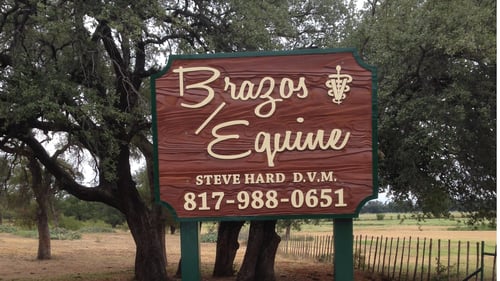 Brazos
Equine
STEVE HARD D.V.M.
817-988-0651